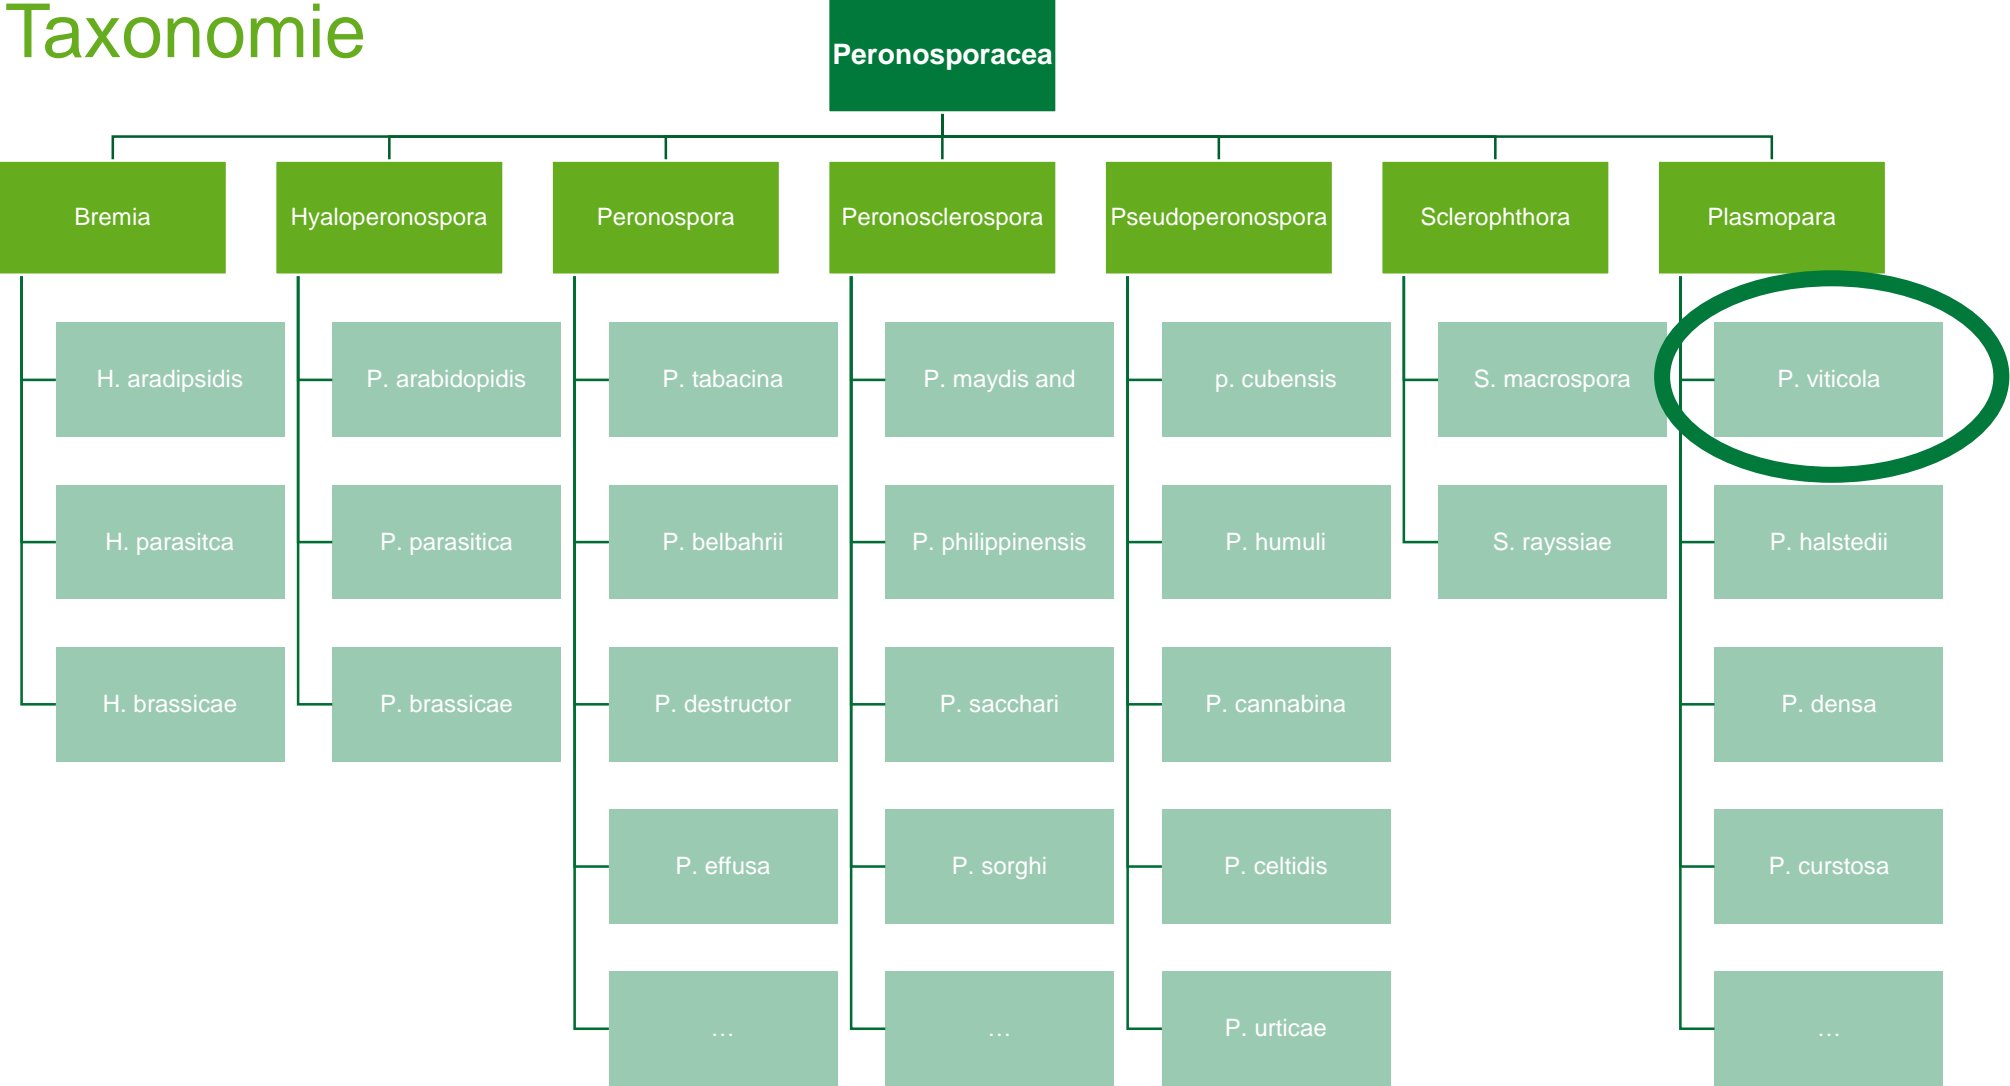 Taxonomie
Peronosporacea
Bremia
Hyaloperonospora
Peronospora
Peronosclerospora
Pseudoperonospora
Sclerophthora
Plasmopara
H. aradipsidis
P. arabidopidis
P. tabacina
P. maydis and
p. cubensis
S. macrospora
P. viticola
H. parasitca
P. parasitica
P. belbahrii
P. philippinensis
P. humuli
S. rayssiae
P. halstedii
H. brassicae
P. brassicae
P. destructor
P. sacchari
P. cannabina
P. densa
P. effusa
P. sorghi
P. celtidis
P. curstosa
…
…
P. urticae
…